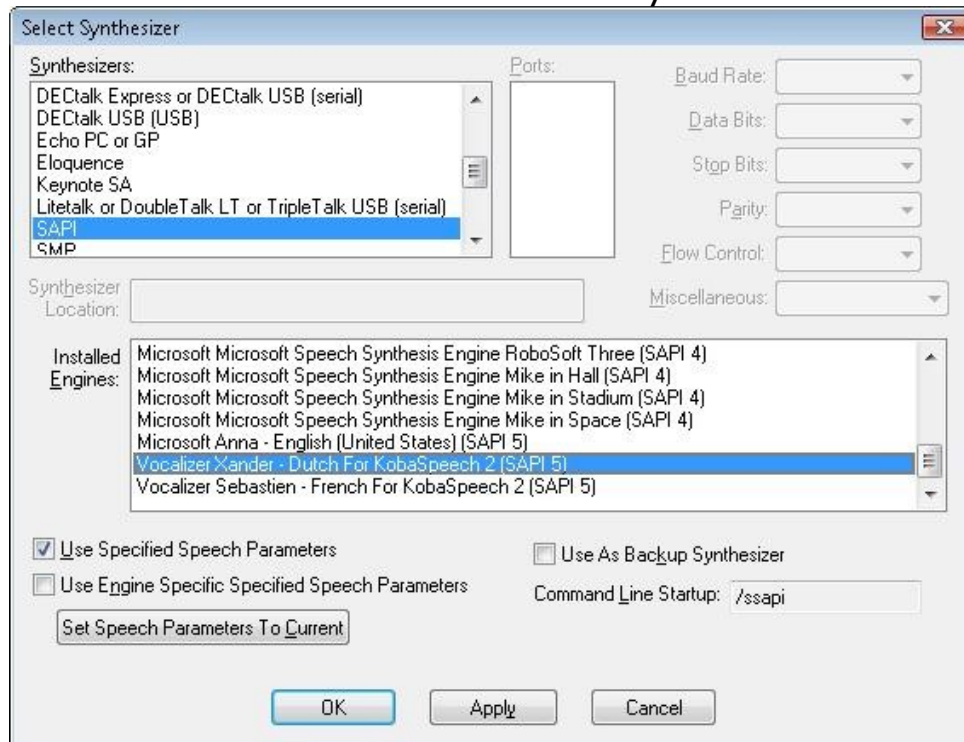 Select Synthesizer
Synthesizers:
DECtalk Express or DECtalk USB (serial)
DECtalk USB (USB)
Echo PC or GP
Eloquence
Keynote SA
Litetalk or DoubleTalk LT or TripleTalk USB (serial)
SAPI
SMP
Ports:
Baud Rate:
Data Bits:
Stop Bits:
Parity:
Flow Control:
Miscellaneous:
Synthesizer
Location:
Installed
Engines:
Microsoft Microsoft Speech Synthesis Engine RoboSoft Three (SAPI 4)
Microsoft Microsoft Speech Synthesis Engine Mike in Hall (SAPI 4)
Microsoft Microsoft Speech Synthesis Engine Mike in Stadium (SAPI 4)
Microsoft Microsoft Speech Synthesis Engine Mike in Space (SAPI 4)
Microsoft Anna - English (United States) (SAPI 5)
Vocalizer Xander - Dutch For KobaSpeech 2 (SAPI 5)
Vocalizer Sebastien - French For KobaSpeech 2 (SAPI 5)
Use Specified Speech Parameters
Use Engine Specific Specified Speech Parameters
Set Speech Parameters To Current
Use As Backup Synthesizer
Command Line Startup: /ssapi
OK
Apply
Cancel